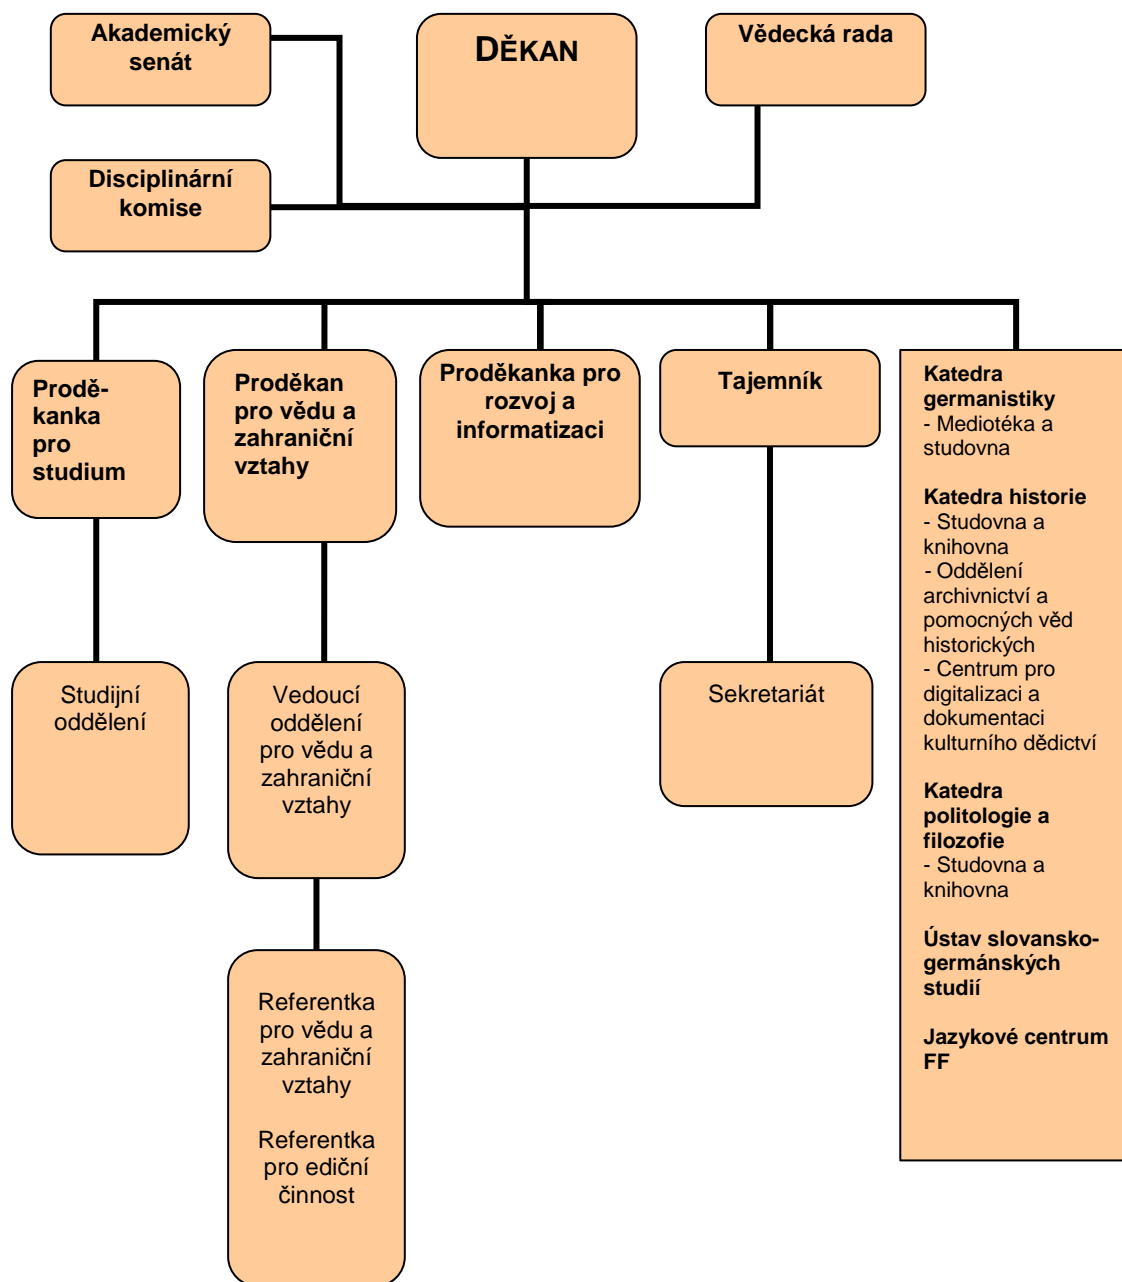 Akademický
senát
DĚKAN
Vědecká rada
Disciplinární
komise
Prodě-
kanka
pro
studium
Proděkan
pro vědu a
zahraniční
vztahy
Proděkanka pro
rozvoj a
informatizaci
Tajemník
Katedra
germanistiky
- Mediotéka a
studovna
Katedra historie
- Studovna a
knihovna
- Oddělení
archivnictví a
pomocných věd
historických
- Centrum pro
digitalizaci a
dokumentaci
kulturního dědictví
Katedra
politologie a
filozofie
- Studovna a
knihovna
Ústav slovansko-
germánských
studií
Jazykové centrum
FF
Studijní
oddělení
Vedoucí
oddělení
pro vědu a
zahraniční
vztahy
Sekretariát
Referentka
pro vědu a
zahraniční
vztahy
Referentka
pro ediční
činnost